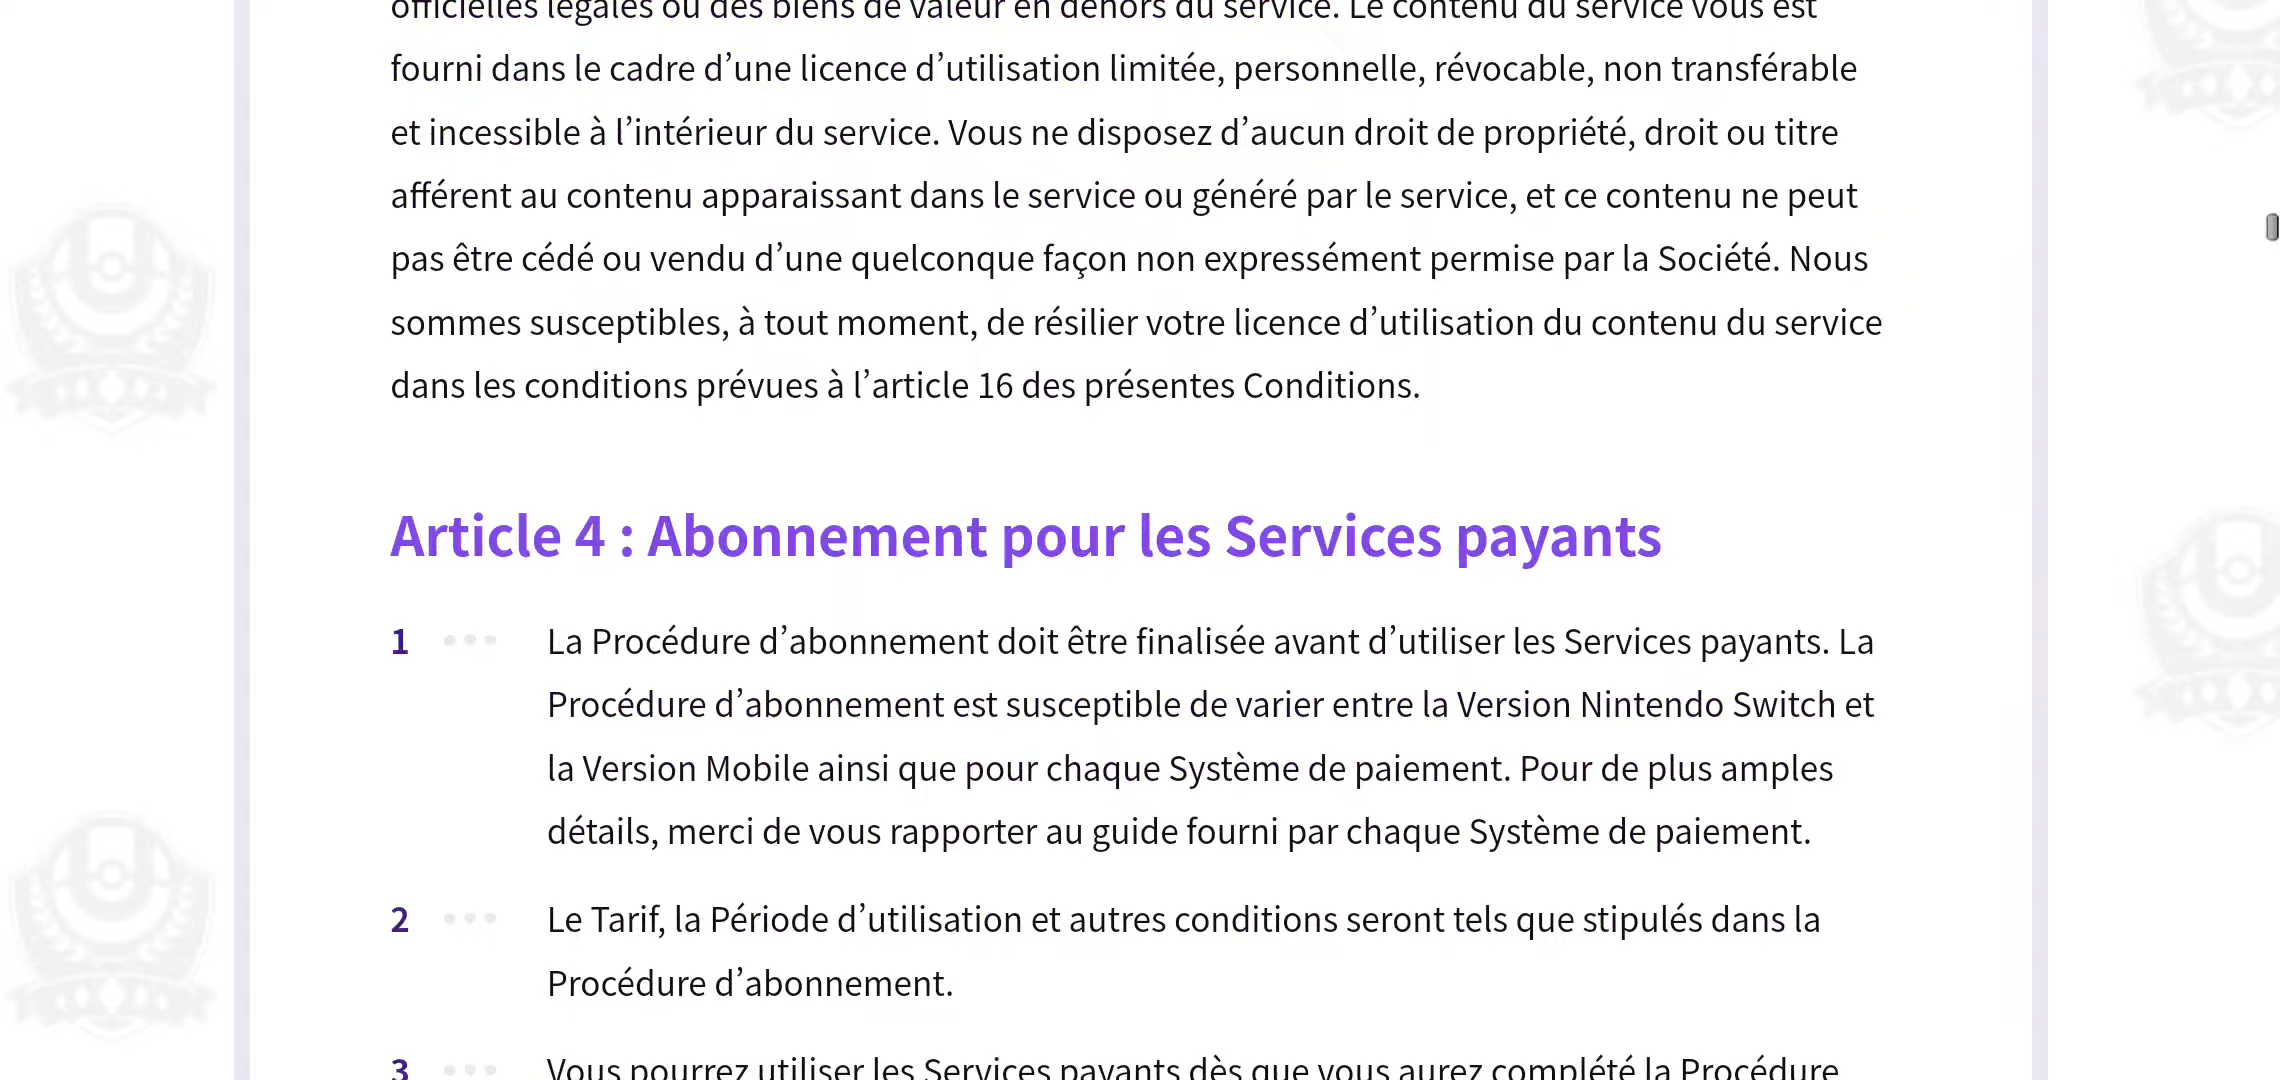 officielles légales ou des biens de valeur en dehors du service. Le contenu du service vous est
fourni dans le cadre d’une licence d’utilisation limitée, personnelle, révocable, non transférable
et incessible à l’intérieur du service. Vous ne disposez d’aucun droit de propriété, droit ou titre
afférent au contenu apparaissant dans le service ou généré par le service, et ce contenu ne peut
pas être cédé ou vendu d’une quelconque façon non expressément permise par la Société. Nous
sommes susceptibles, à tout moment, de résilier votre licence d’utilisation du contenu du service
dans les conditions prévues à l’article 16 des présentes Conditions.
Article 4 : Abonnement pour les Services payants
1 ••• La Procédure d’abonnement doit être finalisée avant d’utiliser les Services payants. La
Procédure d’abonnement est susceptible de varier entre la Version Nintendo Switch et
la Version Mobile ainsi que pour chaque Système de paiement. Pour de plus amples
détails, merci de vous rapporter au guide fourni par chaque Système de paiement.
2 ••• Le Tarif, la Période d’utilisation et autres conditions seront tels que stipulés dans la
Procédure d’abonnement.
3 ••• Vous pourrez utiliser les Services payants dès que vous aurez complété la Procédure